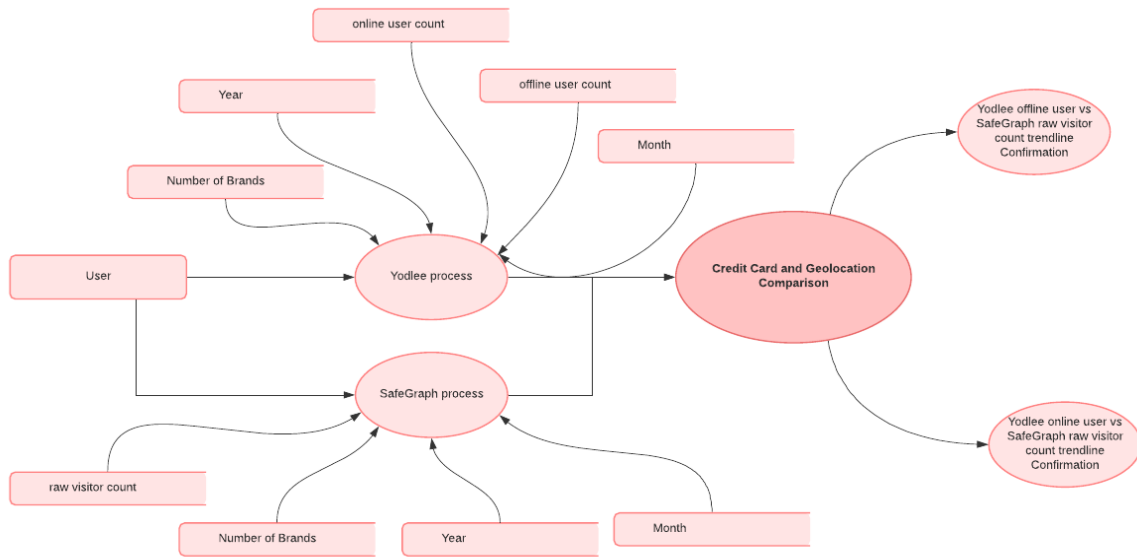 online user count
offline user count
Year
Month
Number of Brands
Yodlee offline user vs
SafeGraph raw visitor
count trendline
Confirmation
User
Yodlee process
Credit Card and Geolocation
Comparison
SafeGraph process
Yodlee online user vs
SafeGraph raw visitor
count trendline
Confirmation
raw visitor count
Number of Brands
Year
Month